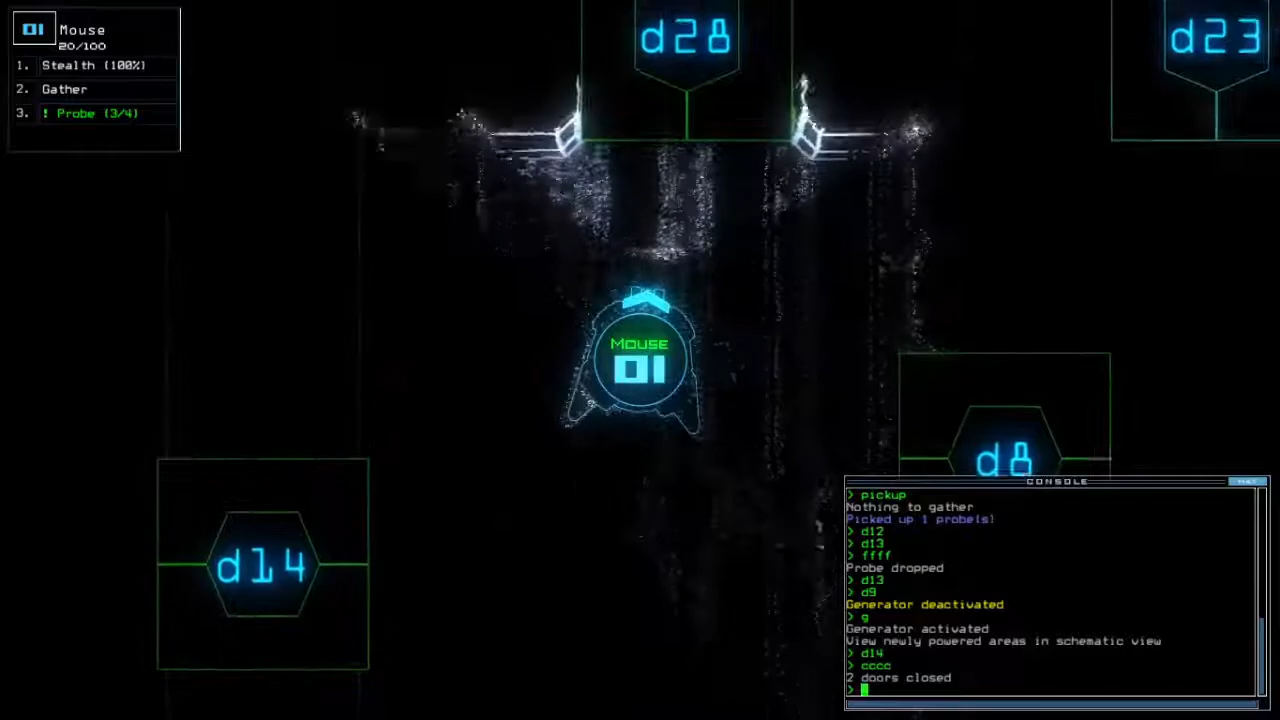 01 Mouse
20/100
1. Stealth (100%)
2. Gather
3. ! Probe (3/4)
d28
d23
Mouse
01
d8
d14
CONSOLE
> pickup
Nothing to gather
Picked up 1 probe(s)
> d12
> d13
> ffff
Probe dropped
> d13
> d9
Generator deactivated
> g
Generator activated
View newly powered areas in schematic view
> d14
> cccc
2 doors closed
>